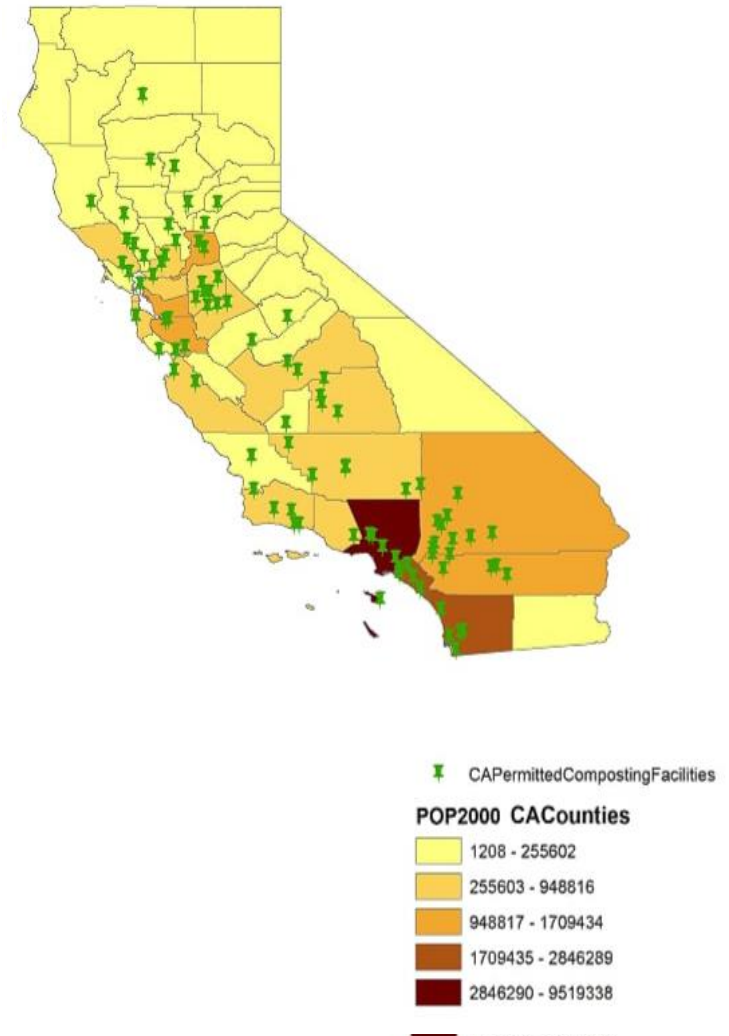 CAPermittedCompostingFacilities
POP2000 CACounties
1208 - 255602
255603 - 948816
948817 - 1709434
1709435 - 2846289
2846290 - 9519338